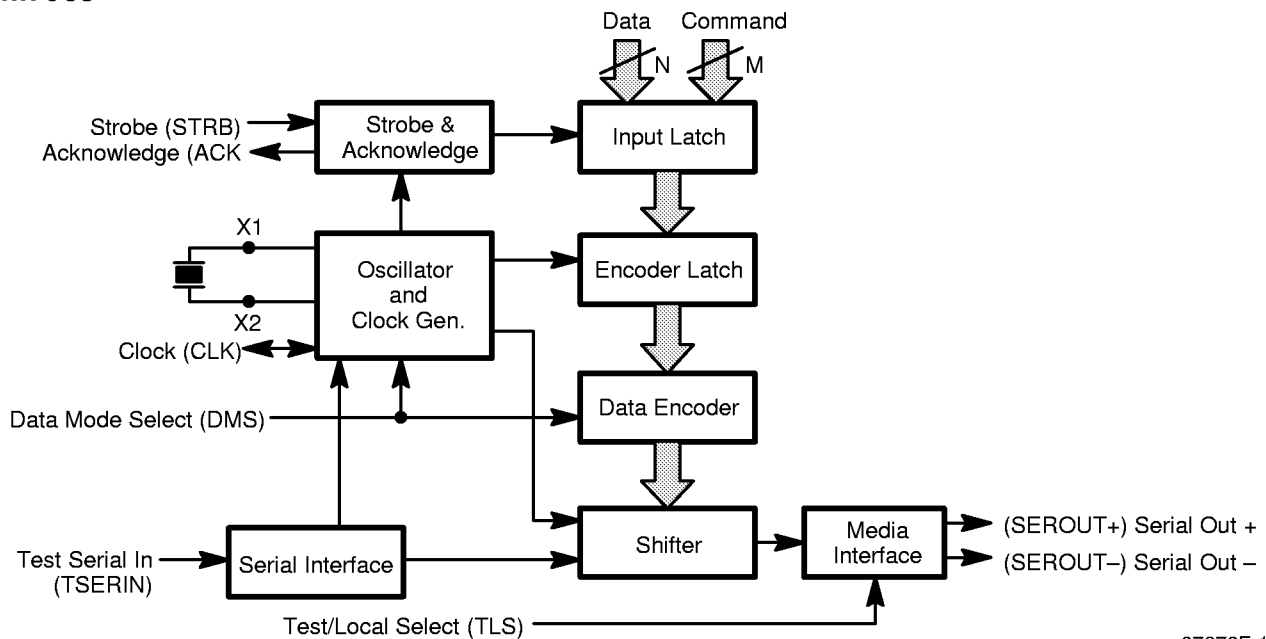 Data Command
N M
Strobe (STRB)
Acknowledge (ACK
Strobe &
Acknowledge
Input Latch
X1
X2
Oscillator
and
Clock Gen.
Encoder Latch
Clock (CLK)
Data Mode Select (DMS)
Data Encoder
Test Serial In
(TSERIN)
Serial Interface
Shifter
Media
Interface
(SEROUT+) Serial Out +
(SEROUT–) Serial Out –
Test/Local Select (TLS)